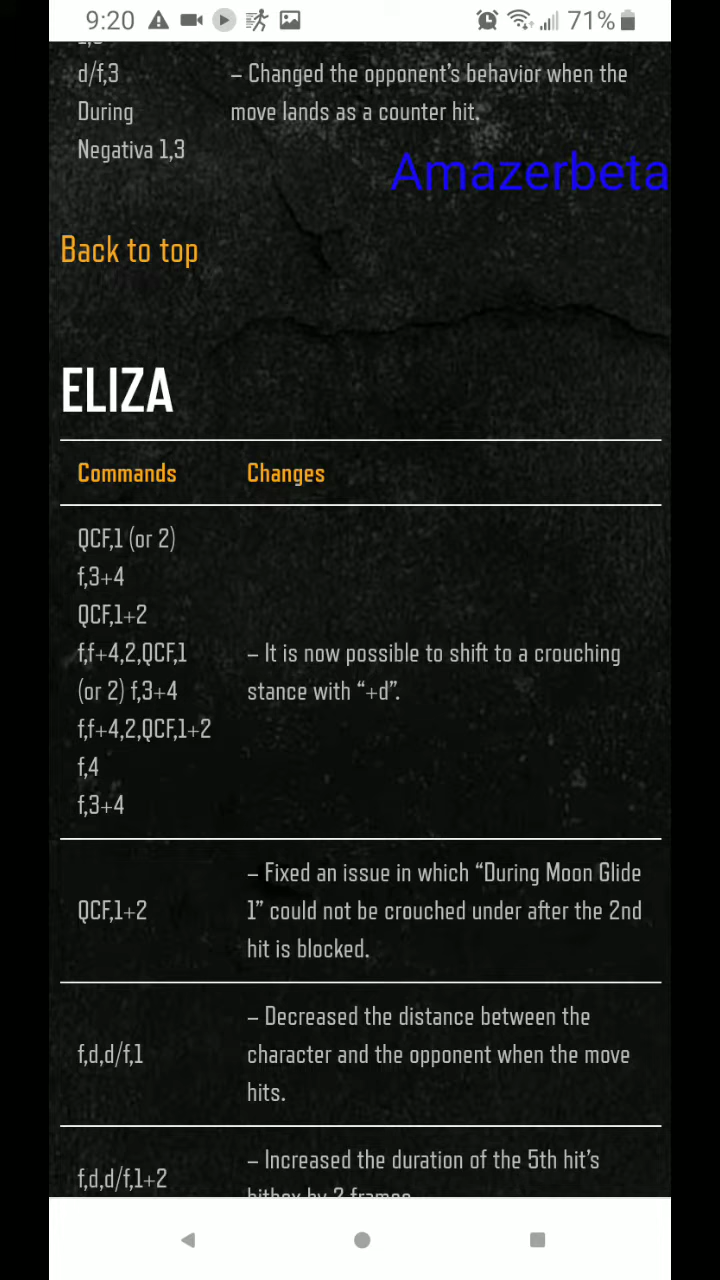 9:20 71%
d/f,3 – Changed the opponent's behavior when the
During move lands as a counter hit.
Negativa 1,3
Amazerbeta
Back to top
ELIZA
Commands Changes
QCF,1 (or 2)
f,3+4
QCF,1+2
f,f+4,2,QCF,1 – It is now possible to shift to a crouching
(or 2) f,3+4 stance with “+d”.
f,f+4,2,QCF,1+2
f,4
f,3+4
– Fixed an issue in which “During Moon Glide
QCF,1+2 1” could not be crouched under after the 2nd
hit is blocked.
– Decreased the distance between the
f,d,d/f,1 character and the opponent when the move
hits.
– Increased the duration of the 5th hit's
f,d,d/f,1+2 hitbox by 2 frames